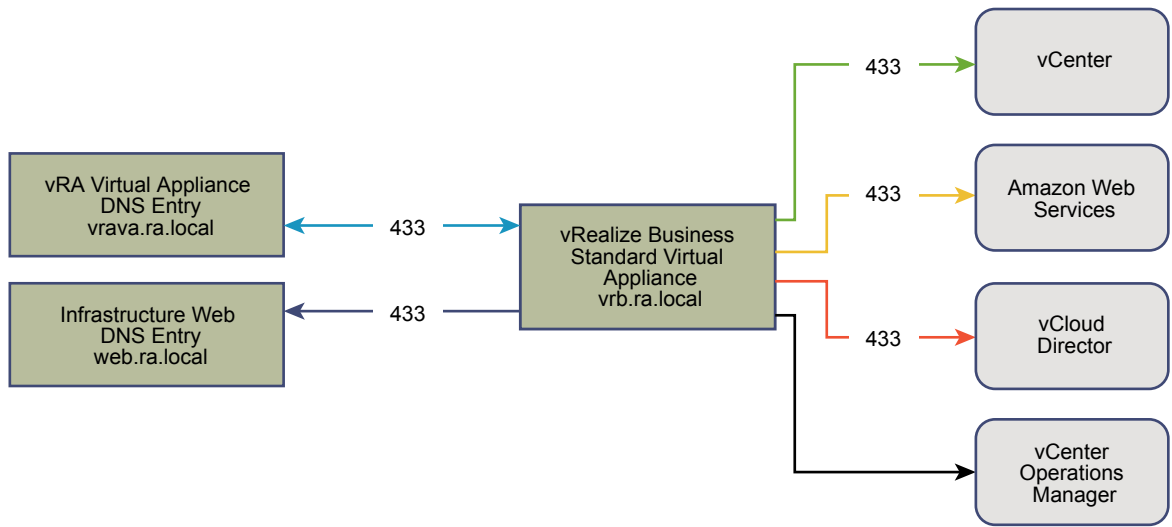 433
vCenter
vRA Virtual Appliance
DNS Entry
vrava.ra.local
433
Amazon Web
Services
433
vRealize Business
Standard Virtual
Appliance
vrb.ra.local
Infrastructure Web
DNS Entry
web.ra.local
433
433
vCloud
Director
vCenter
Operations
Manager